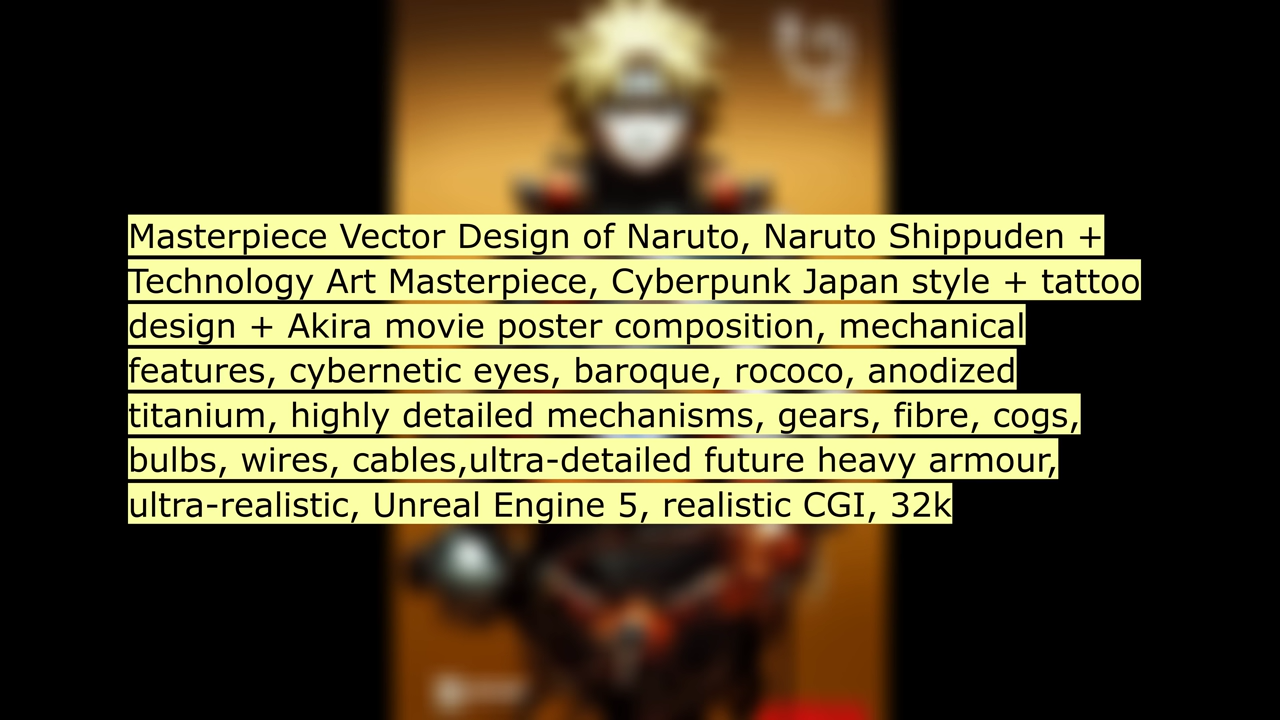 Masterpiece Vector Design of Naruto, Naruto Shippuden +
Technology Art Masterpiece, Cyberpunk Japan style + tattoo
design + Akira movie poster composition, mechanical
features, cybernetic eyes, baroque, rococo, anodized
titanium, highly detailed mechanisms, gears, fibre, cogs,
bulbs, wires, cables,ultra-detailed future heavy armour,
ultra-realistic, Unreal Engine 5, realistic CGI, 32k